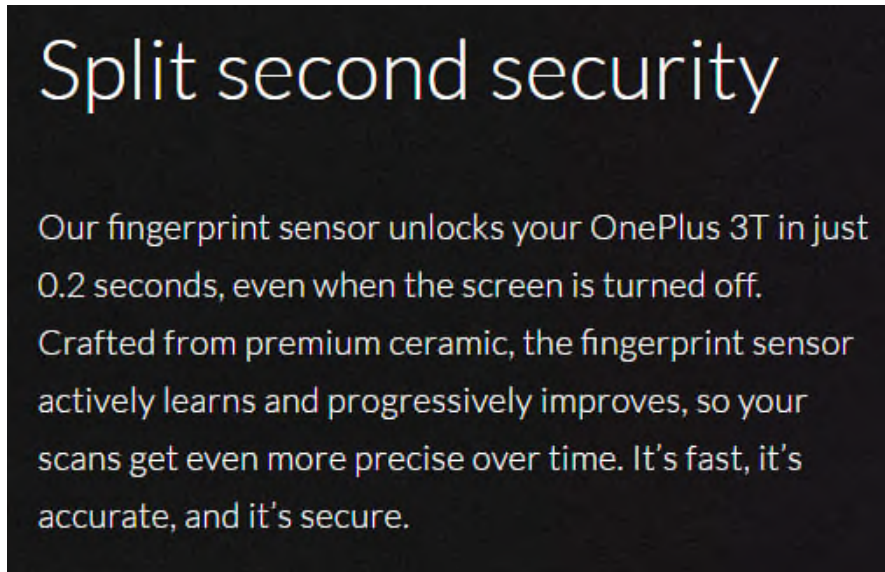 Split second security
Our fingerprint sensor unlocks your OnePlus 3T in just
0.2 seconds, even when the screen is turned off.
Crafted from premium ceramic, the fingerprint sensor
actively learns and progressively improves, so your
scans get even more precise over time. It’s fast, it’s
accurate, and it’s secure.